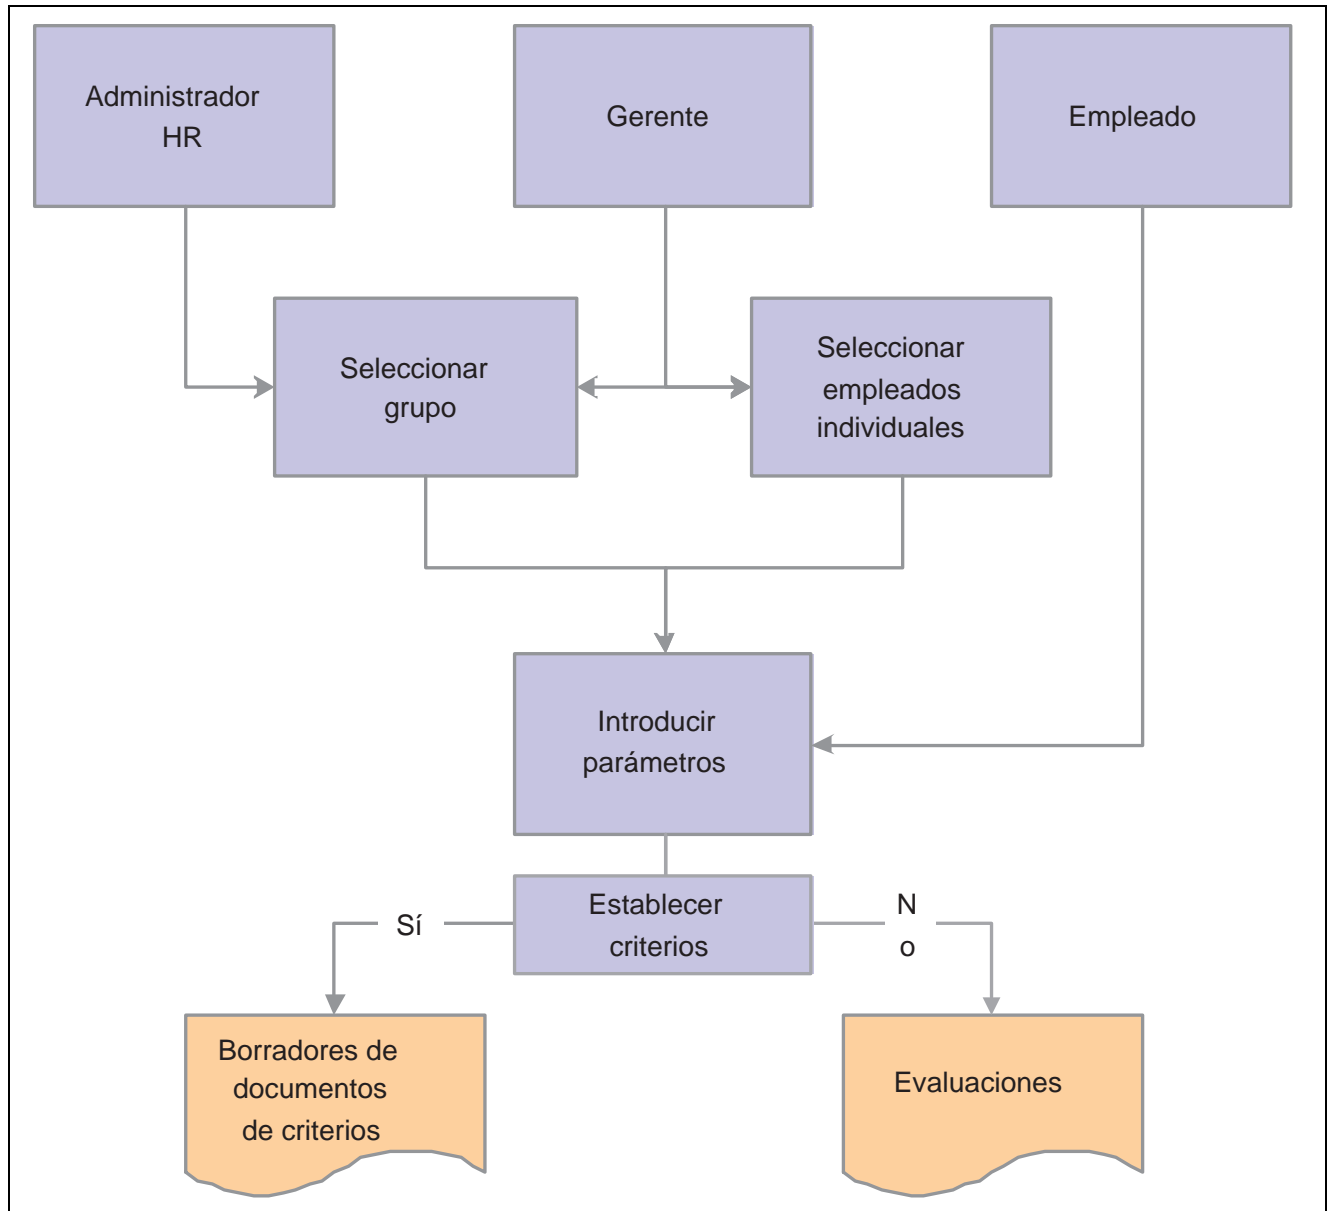 Administrador
HR
Gerente
Empleado
Seleccionar
grupo
Seleccionar
empleados
individuales
Introducir
parámetros
Establecer
criterios
Sí
N
o
Borradores de
documentos
de criterios
Evaluaciones